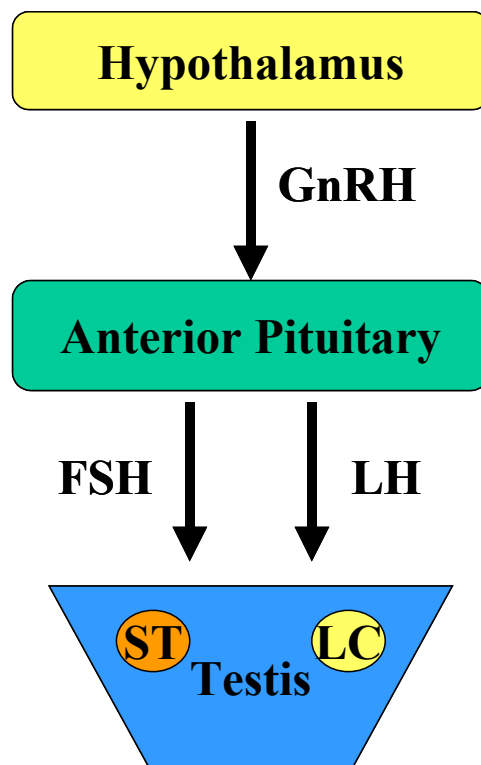 Hypothalamus
GnRH
Anterior Pituitary
FSH LH
ST LC
Testis